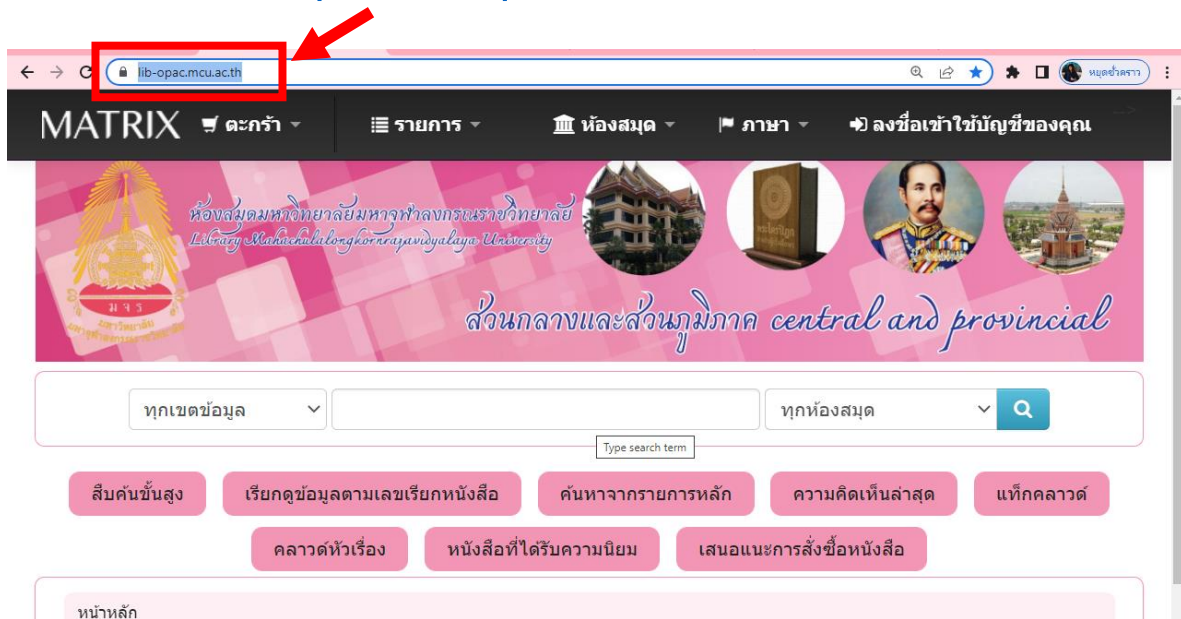 lib-opac.mcu.ac.th
หยุดชั่วคราว
MATRIX ตะกร้า รายการ ห้องสมุด ภาษา ลงชื่อเข้าใช้บัญชีของคุณ
ห้องสมุดมหาวิทยาลัยมหาจุฬาลงกรณราชวิทยาลัย
Library Mahachulalongkornrajavidyalaya University
พระไตรปิฎก
มจร
ส่วนกลางและส่วนภูมิภาค central and provincial
ทุกเขตข้อมูล ทุกห้องสมุด
Type search term
สืบค้นขั้นสูง เรียกดูข้อมูลตามเลขเรียกหนังสือ ค้นหาจากรายการหลัก ความคิดเห็นล่าสุด แท็กคลาวด์
คลาวด์หัวเรื่อง หนังสือที่ได้รับความนิยม เสนอแนะการสั่งซื้อหนังสือ
หน้าหลัก